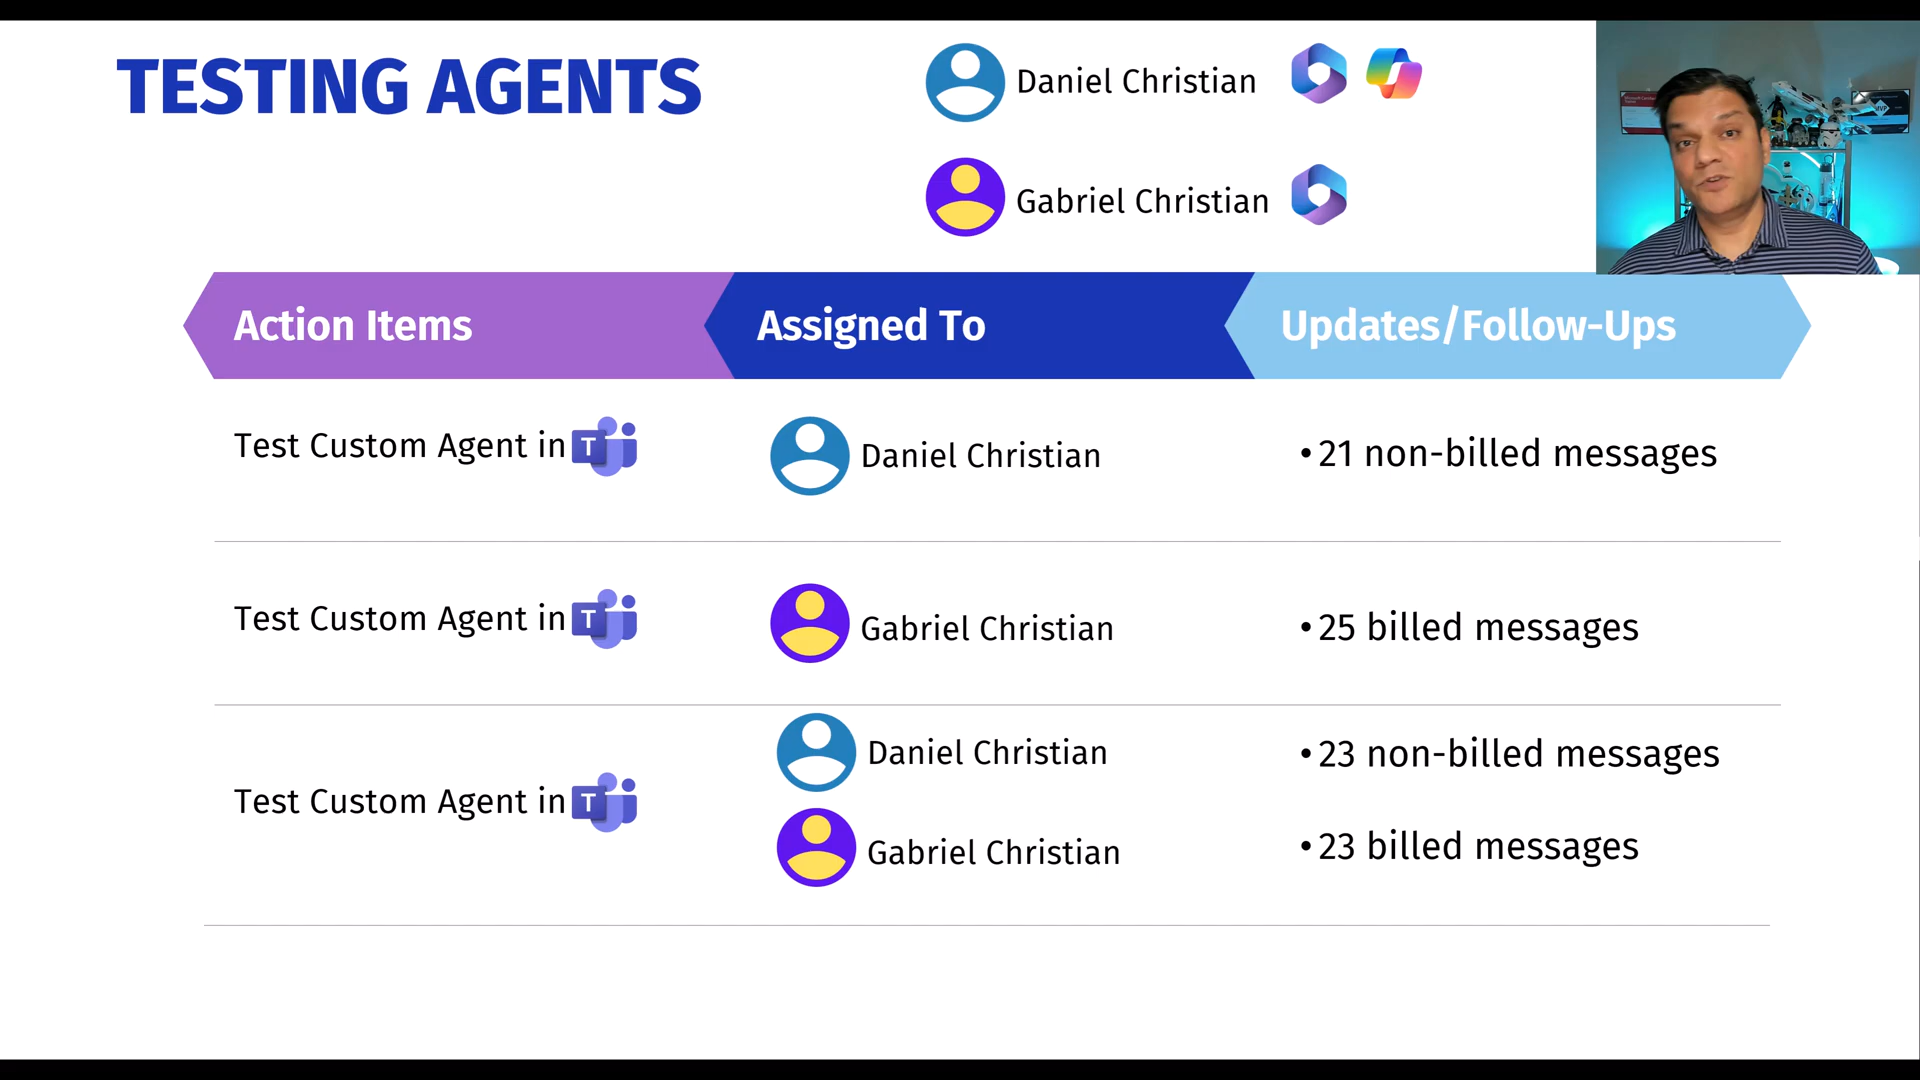 TESTING AGENTS
Daniel Christian
Gabriel Christian
Action Items
Assigned To
Updates/Follow-Ups
Test Custom Agent in T
Daniel Christian
• 21 non-billed messages
Test Custom Agent in T
Gabriel Christian
• 25 billed messages
Test Custom Agent in T
Daniel Christian
• 23 non-billed messages
Gabriel Christian
• 23 billed messages
MVP